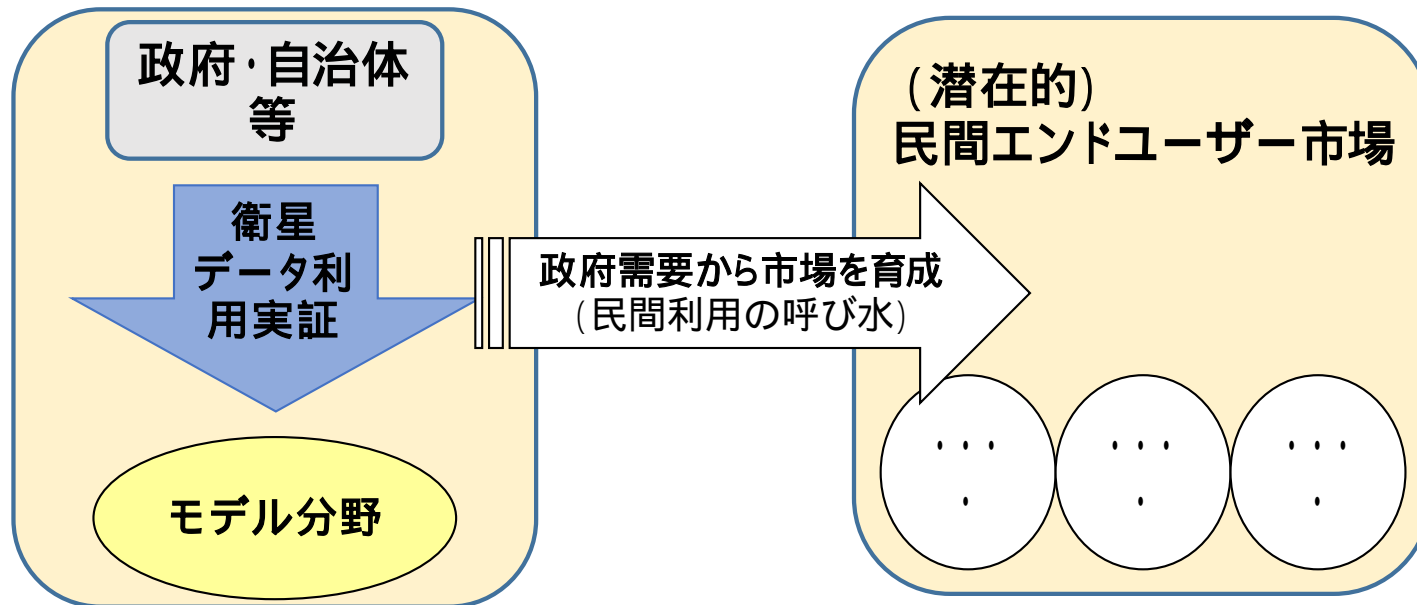 政府・自治体
等
衛星
データ利
用実証
モデル分野
政府需要から市場を育成
(民間利用の呼び水)
(潜在的)
民間エンドユーザー市場
・・・
・
・・・
・
・・・
・